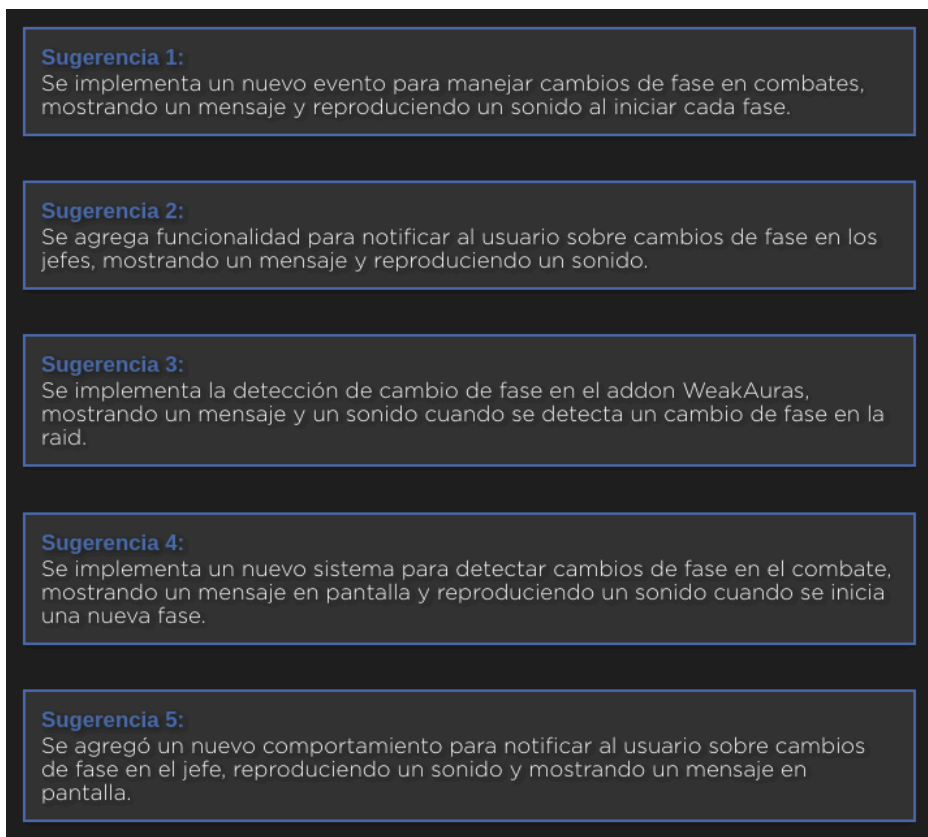 Sugerencia 1:
Se implementa un nuevo evento para manejar cambios de fase en combates,
mostrando un mensaje y reproduciendo un sonido al iniciar cada fase.
Sugerencia 2:
Se agrega funcionalidad para notificar al usuario sobre cambios de fase en los
jefes, mostrando un mensaje y reproduciendo un sonido.
Sugerencia 3:
Se implementa la detección de cambio de fase en el addon WeakAuras,
mostrando un mensaje y un sonido cuando se detecta un cambio de fase en la
raid.
Sugerencia 4:
Se implementa un nuevo sistema para detectar cambios de fase en el combate,
mostrando un mensaje en pantalla y reproduciendo un sonido cuando se inicia
una nueva fase.
Sugerencia 5:
Se agregó un nuevo comportamiento para notificar al usuario sobre cambios
de fase en el jefe, reproduciendo un sonido y mostrando un mensaje en
pantalla.